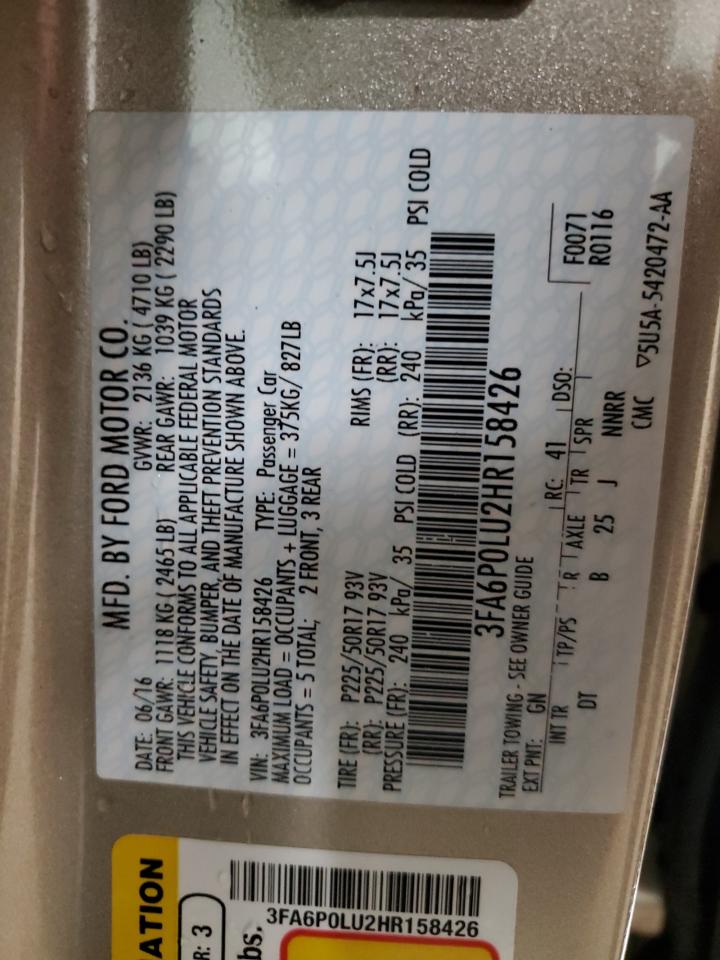 MFD. BY FORD MOTOR CO.
DATE: 06/16 GVWR: 2136 KG ( 4710 LB)
FRONT GAWR: 1118 KG ( 2465 LB) REAR GAWR: 1039 KG ( 2290 LB)
THIS VEHICLE CONFORMS TO ALL APPLICABLE FEDERAL MOTOR
VEHICLE SAFETY, BUMPER, AND THEFT PREVENTION STANDARDS
IN EFFECT ON THE DATE OF MANUFACTURE SHOWN ABOVE.
VIN: 3FA6P0LU2HR158426 TYPE: Passenger Car
MAXIMUM LOAD = OCCUPANTS + LUGGAGE = 375KG/ 827LB
OCCUPANTS = 5 TOTAL; 2 FRONT, 3 REAR
TIRE (FR): P225/50R17 93V RIMS (FR): 17x7.5J
(RR): P225/50R17 93V (RR): 17x7.5J
PRESSURE (FR): 240 kPa/ 35 PSI COLD (RR): 240 kPa/ 35 PSI COLD
3FA6P0LU2HR158426
TRAILER TOWING - SEE OWNER GUIDE
EXT PNT: GN RC: 41 DSO: F0071
R0116
INT TR TP/PS R AXLE TR SPR
DT B 25 J NNRR
CMC ▽5U5A-5420472-AA
ATION
R: 3
bs.
3FA6P0LU2HR158426